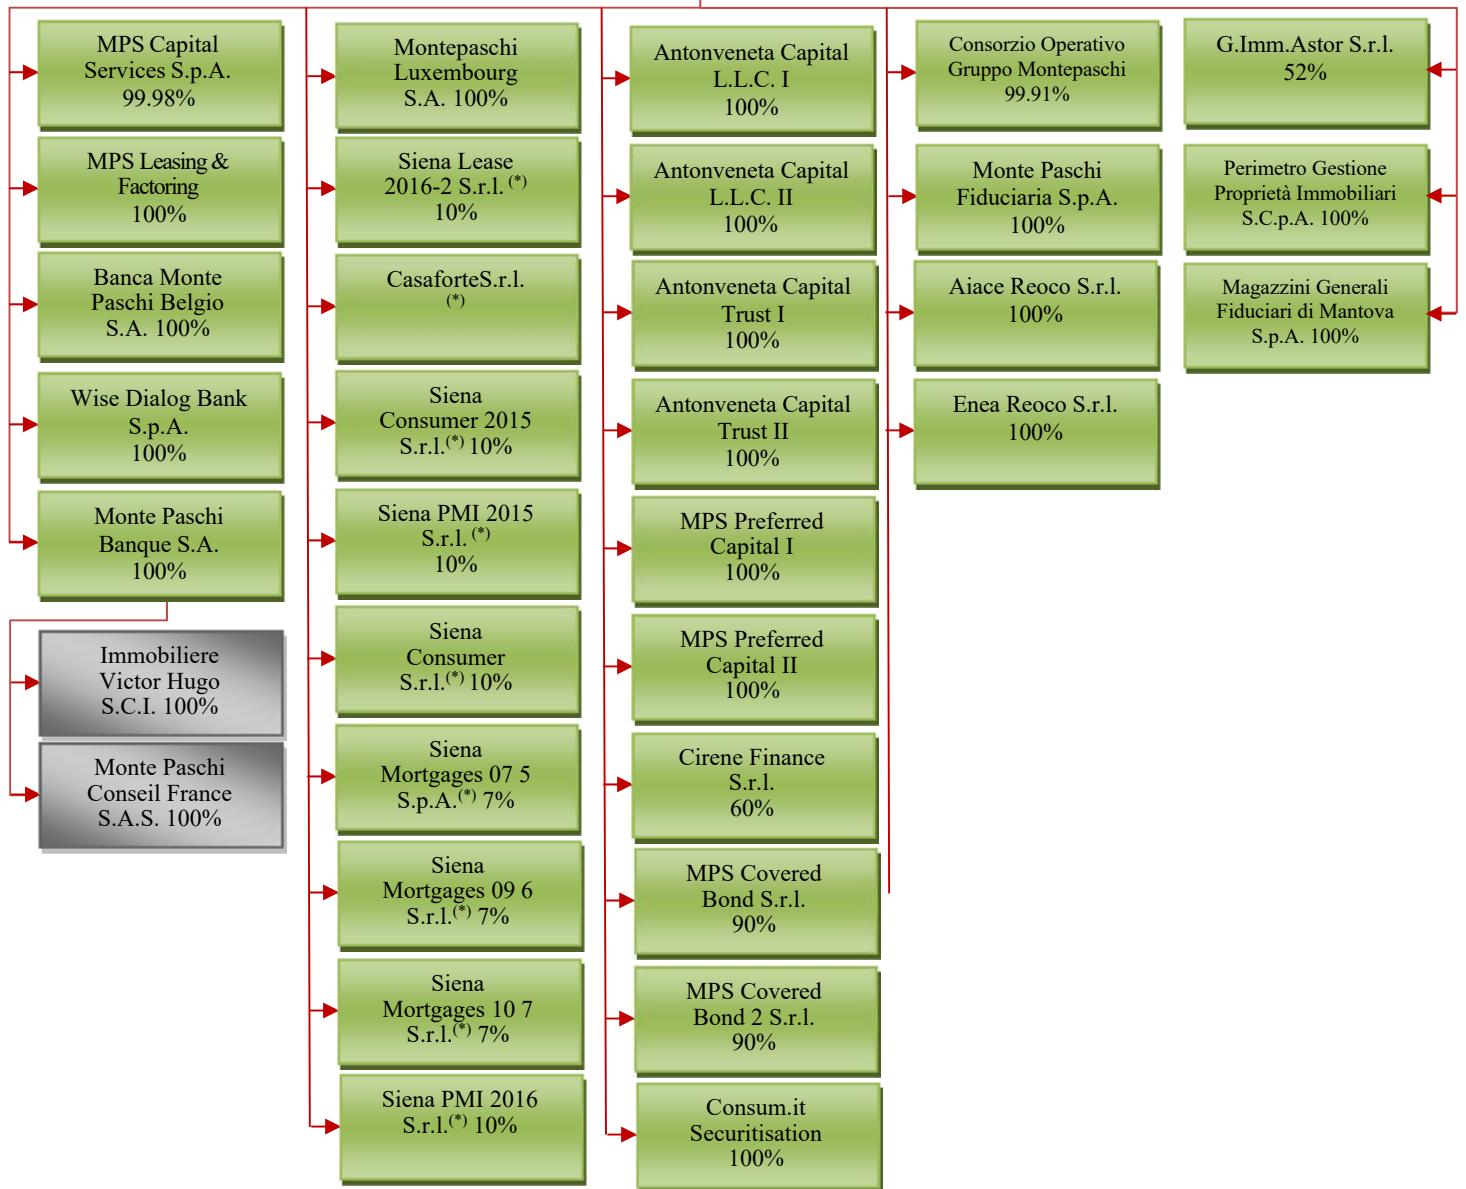 MPS Capital
Services S.p.A.
99.98%
MPS Leasing &
Factoring
100%
Banca Monte
Paschi Belgio
S.A. 100%
Wise Dialog Bank
S.p.A.
100%
Monte Paschi
Banque S.A.
100%
Immobiliere
Victor Hugo
S.C.I. 100%
Monte Paschi
Conseil France
S.A.S. 100%
Montepaschi
Luxembourg
S.A. 100%
Siena Lease
2016-2 S.r.l. (*)
10%
CasaforteS.r.l.
(*)
Siena
Consumer 2015
S.r.l.(*) 10%
Siena PMI 2015
S.r.l. (*)
10%
Siena
Consumer
S.r.l.(*) 10%
Siena
Mortgages 07 5
S.p.A.(*) 7%
Siena
Mortgages 09 6
S.r.l.(*) 7%
Siena
Mortgages 10 7
S.r.l.(*) 7%
Siena PMI 2016
S.r.l.(*) 10%
Antonveneta Capital
L.L.C. I
100%
Antonveneta Capital
L.L.C. II
100%
Antonveneta Capital
Trust I
100%
Antonveneta Capital
Trust II
100%
MPS Preferred
Capital I
100%
MPS Preferred
Capital II
100%
Cirene Finance
S.r.l.
60%
MPS Covered
Bond S.r.l.
90%
MPS Covered
Bond 2 S.r.l.
90%
Consum.it
Securitisation
100%
Consorzio Operativo
Gruppo Montepaschi
99.91%
Monte Paschi
Fiduciaria S.p.A.
100%
Aiace Reoco S.r.l.
100%
Enea Reoco S.r.l.
100%
G.Imm.Astor S.r.l.
52%
Perimetro Gestione
Proprietà Immobiliari
S.C.p.A. 100%
Magazzini Generali
Fiduciari di Mantova
S.p.A. 100%